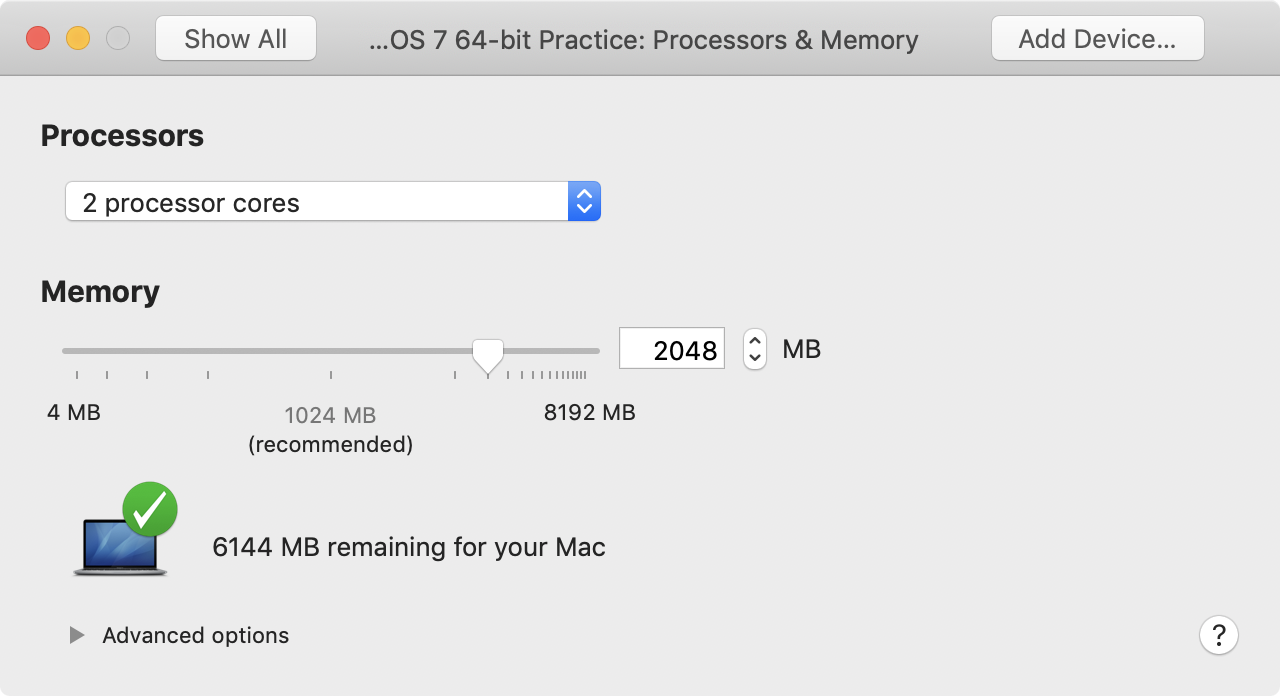 Show All
...OS 7 64-bit Practice: Processors & Memory
Add Device...
Processors
2 processor cores
Memory
2048 MB
4 MB
1024 MB
8192 MB
(recommended)
6144 MB remaining for your Mac
Advanced options
?